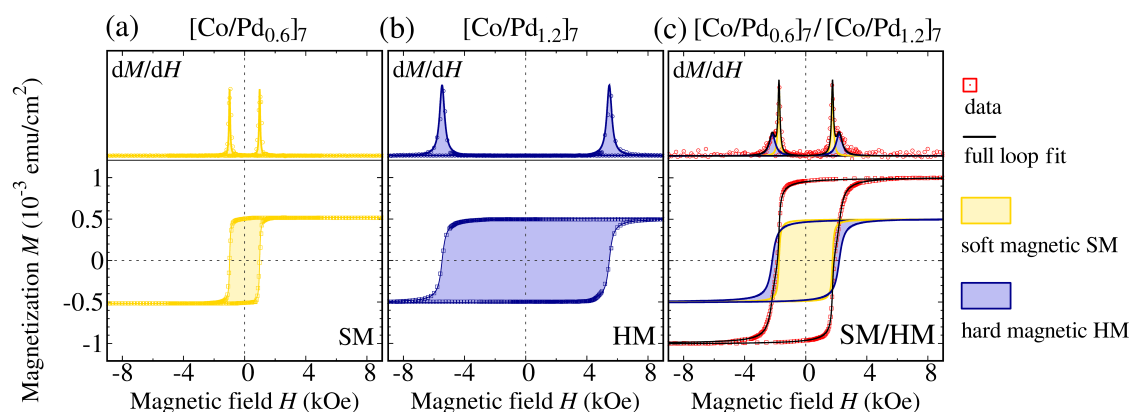 (a) [Co/Pd0.6]7 (b) [Co/Pd1.2]7 (c) [Co/Pd0.6]7/[Co/Pd1.2]7
dM/dH dM/dH dM/dH
data
full loop fit
soft magnetic SM
hard magnetic HM
Magnetization M (10⁻³ emu/cm²)
1
0.5
0
-0.5
-1
SM HM SM/HM
-8 -4 0 4 8 -8 -4 0 4 8 -8 -4 0 4 8
Magnetic field H (kOe) Magnetic field H (kOe) Magnetic field H (kOe)